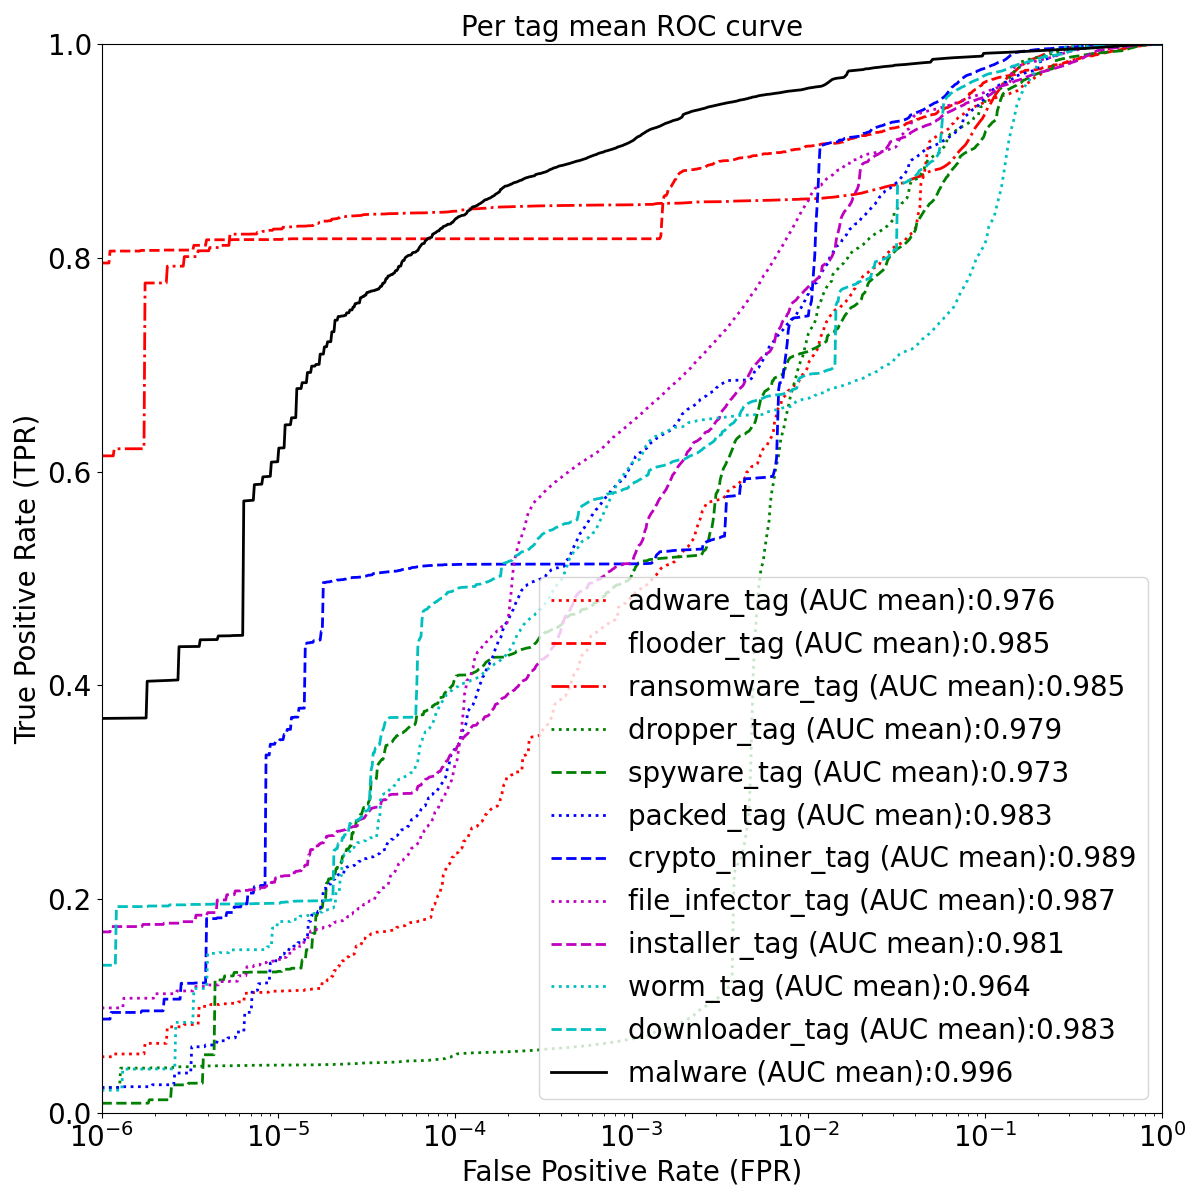 Per tag mean ROC curve
True Positive Rate (TPR)
1.0
0.8
0.6
0.4
0.2
0.0
adware_tag (AUC mean):0.976
flooder_tag (AUC mean):0.985
ransomware_tag (AUC mean):0.985
dropper_tag (AUC mean):0.979
spyware_tag (AUC mean):0.973
packed_tag (AUC mean):0.983
crypto_miner_tag (AUC mean):0.989
file_infector_tag (AUC mean):0.987
installer_tag (AUC mean):0.981
worm_tag (AUC mean):0.964
downloader_tag (AUC mean):0.983
malware (AUC mean):0.996
10⁻⁶ 10⁻⁵ 10⁻⁴ 10⁻³ 10⁻² 10⁻¹ 10⁰
False Positive Rate (FPR)